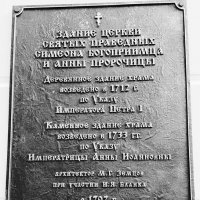 ЗДАНИЕ ЦЕРКВИ
СВЯТЫХ ПРАВЕДНЫХ
СИМЕОНА БОГОПРИИМЦА
И АННЫ ПРОРОЧИЦЫ
ДЕРЕВЯННОЕ ЗДАНИЕ ХРАМА
ВОЗВЕДЕНО В 1712 Г.
ПО УКАЗУ
ИМПЕРАТОРА ПЕТРА I
КАМЕННОЕ ЗДАНИЕ ХРАМА
ВОЗВЕДЕНО В 1733 ГГ.
ПО УКАЗУ
ИМПЕРАТРИЦЫ АННЫ ИОАННОВНЫ
АРХИТЕКТОР М.Г. ЗЕМЦОВ
ПРИ УЧАСТИИ И.Я. БЛАНКА